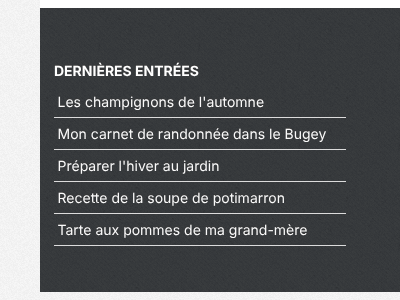 DERNIÈRES ENTRÉES
Les champignons de l'automne
Mon carnet de randonnée dans le Bugey
Préparer l'hiver au jardin
Recette de la soupe de potimarron
Tarte aux pommes de ma grand-mère